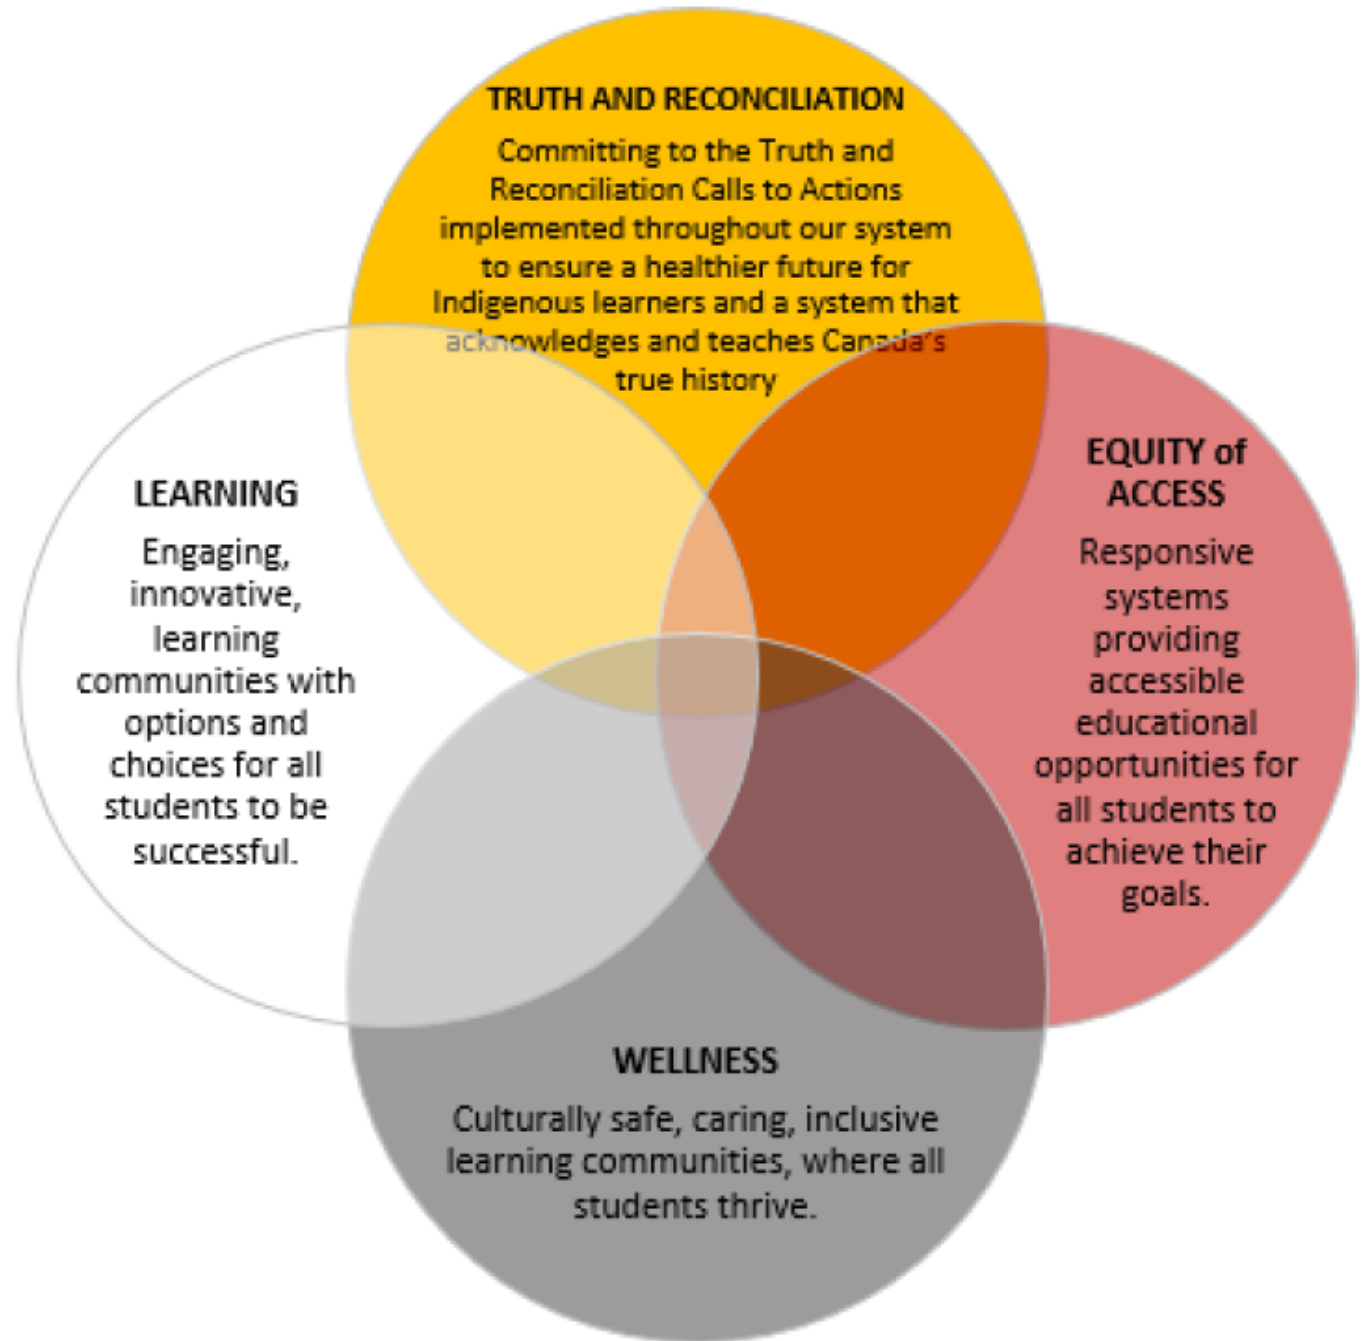 TRUTH AND RECONCILIATION
Committing to the Truth and
Reconciliation Calls to Actions
implemented throughout our system
to ensure a healthier future for
Indigenous learners and a system that
acknowledges and teaches Canada's
true history
LEARNING
Engaging,
innovative,
learning
communities with
options and
choices for all
students to be
successful.
EQUITY of
ACCESS
Responsive
systems
providing
accessible
educational
opportunities for
all students to
achieve their
goals.
WELLNESS
Culturally safe, caring, inclusive
learning communities, where all
students thrive.